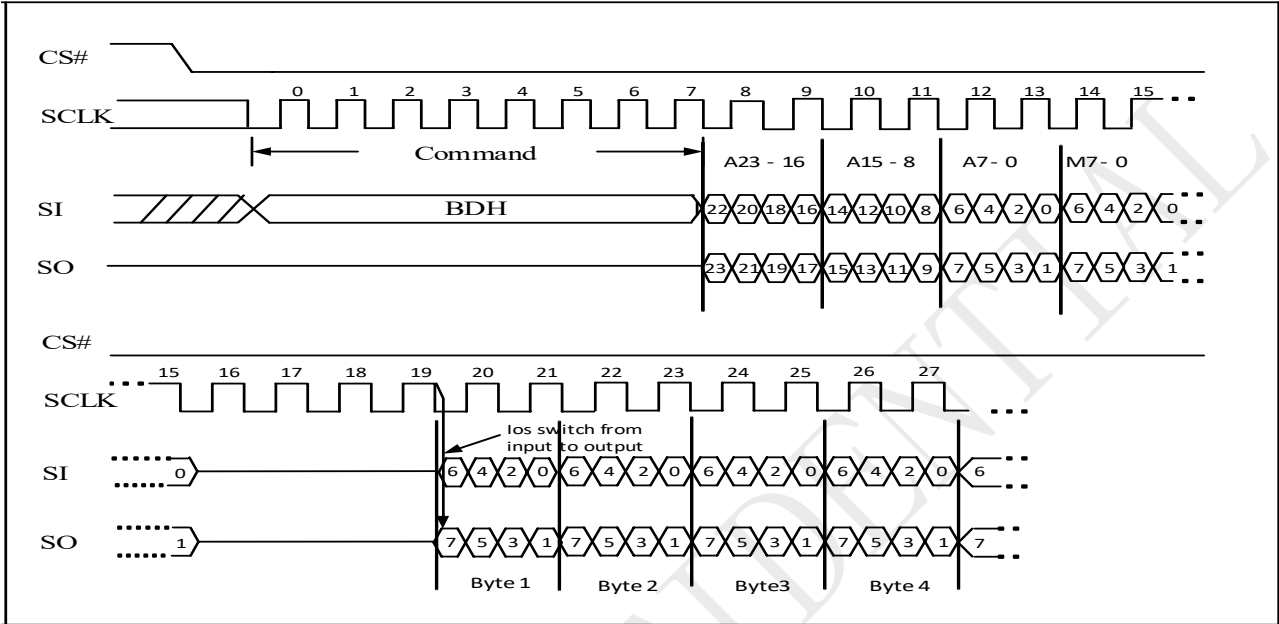 CS#
0 1 2 3 4 5 6 7 8 9 10 11 12 13 14 15
SCLK
Command
A23 - 16 A15 - 8 A7 - 0 M7 - 0
SI BDH 22 20 18 16 14 12 10 8 6 4 2 0 6 4 2 0
SO 23 21 19 17 15 13 11 9 7 5 3 1 7 5 3 1
CS#
15 16 17 18 19 20 21 22 23 24 25 26 27
SCLK
Ios switch from
input to output
SI 0 6 4 2 0 6 4 2 0 6 4 2 0 6 4 2 0 6
SO 1 7 5 3 1 7 5 3 1 7 5 3 1 7 5 3 1 7
Byte 1 Byte 2 Byte3 Byte 4